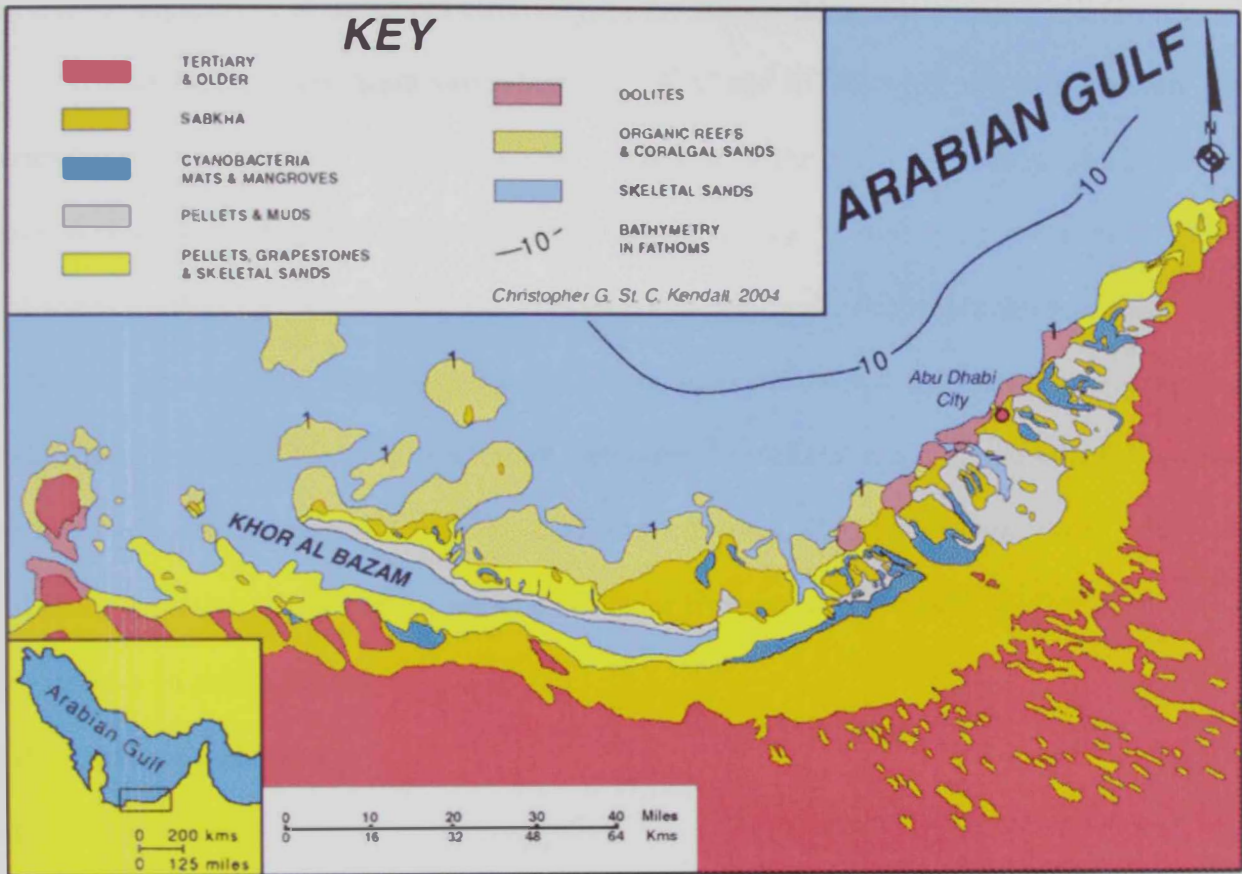 KEY
TERTIARY
& OLDER
SABKHA
CYANOBACTERIA
MATS & MANGROVES
PELLETS & MUDS
PELLETS, GRAPESTONES
& SKELETAL SANDS
OOLITES
ORGANIC REEFS
& CORALGAL SANDS
SKELETAL SANDS
—10-
BATHYMETRY
IN FATHOMS
Christopher G. St. C. Kendall, 2004
ARABIAN GULF
N
10
10
1
1
1
1
1
1
1
Abu Dhabi
City
KHOR AL BAZAM
Arabian Gulf
0 200 kms
0 125 miles
0 10 20 30 40 Miles
0 16 32 48 64 Kms